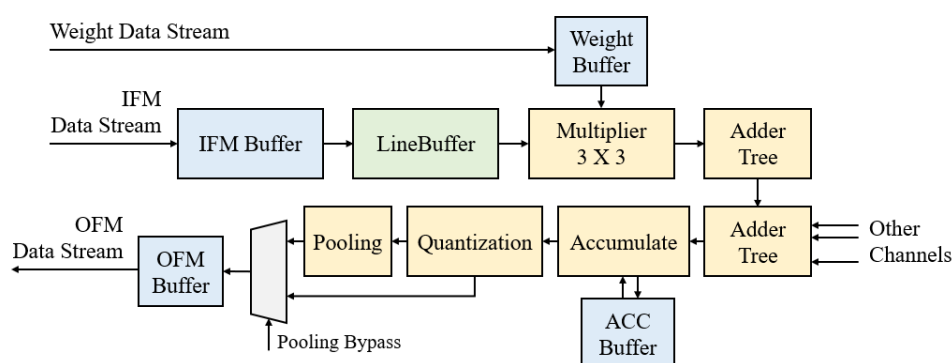 Weight Data Stream
Weight
Buffer
IFM
Data Stream
IFM Buffer
LineBuffer
Multiplier
3 X 3
Adder
Tree
OFM
Data Stream
OFM
Buffer
Pooling
Quantization
Accumulate
Adder
Tree
Other
Channels
Pooling Bypass
ACC
Buffer